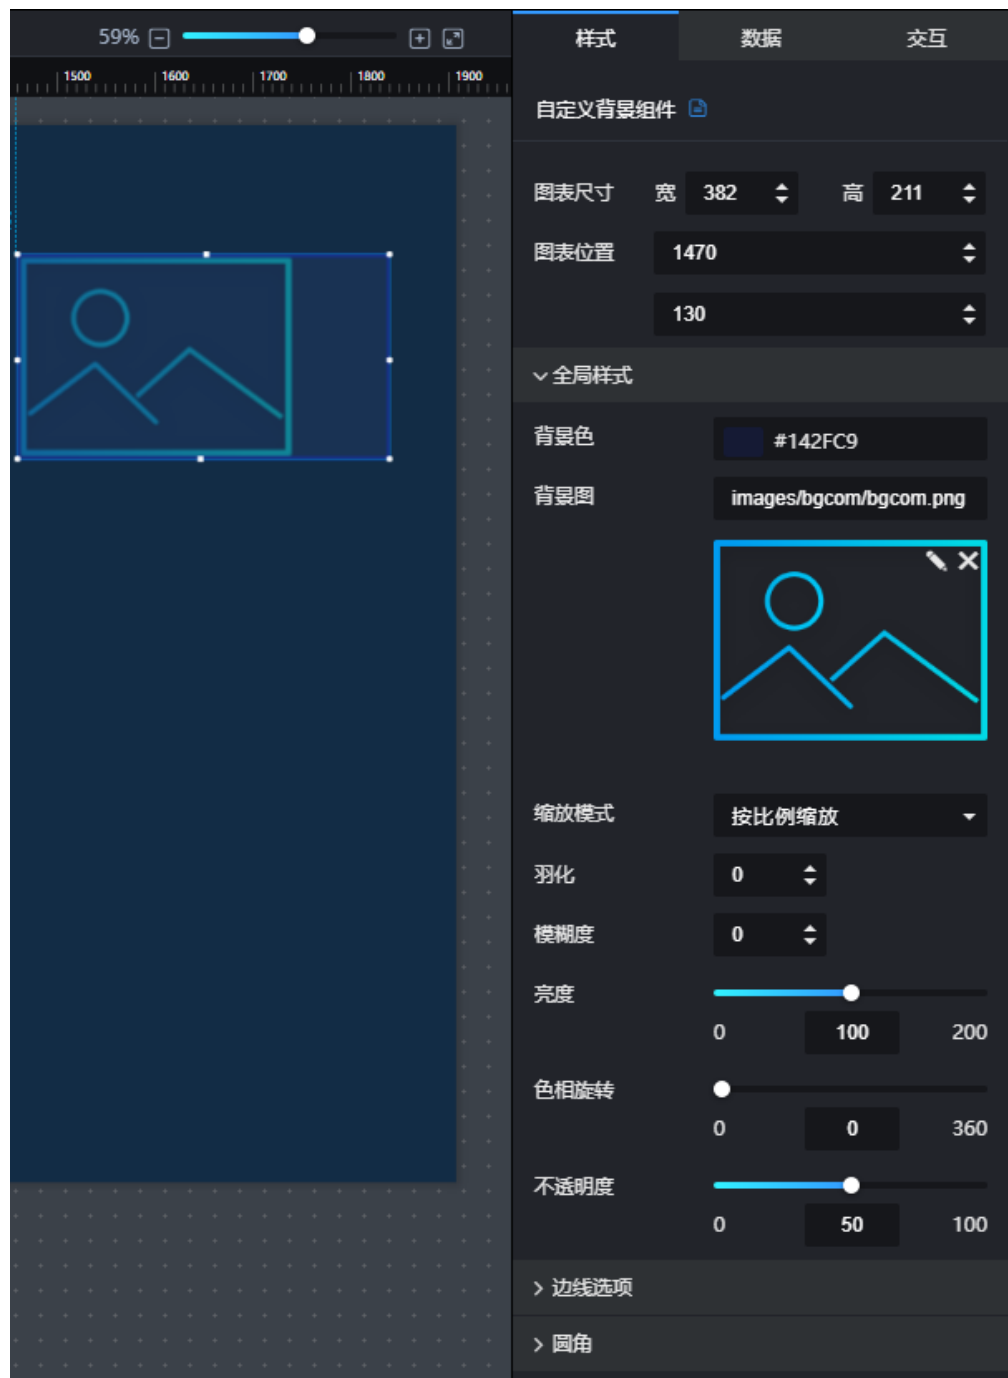 59%
样式 数据 交互
1500 1600 1700 1800 1900
自定义背景组件
图表尺寸 宽 382 高 211
图表位置 1470
130
全局样式
背景色 #142FC9
背景图 images/bgcom/bgcom.png
缩放模式 按比例缩放
羽化 0
模糊度 0
亮度
0 100 200
色相旋转
0 0 360
不透明度
0 50 100
边线选项
圆角